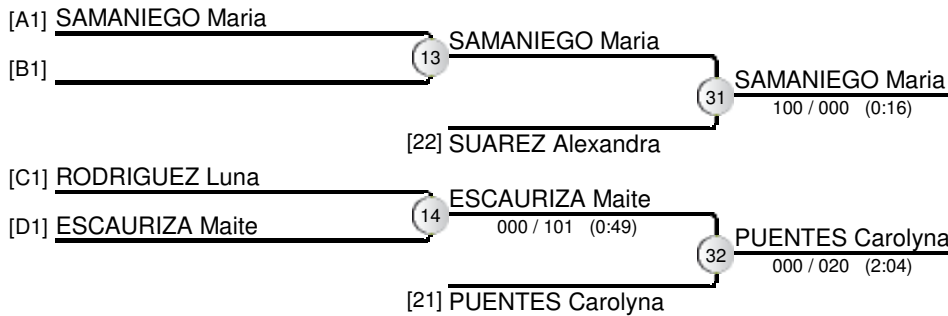 [A1] SAMANIEGO Maria
13 SAMANIEGO Maria
[B1]
31 SAMANIEGO Maria
100 / 000 (0:16)
[22] SUAREZ Alexandra
[C1] RODRIGUEZ Luna
14 ESCAURIZA Maite
000 / 101 (0:49)
[D1] ESCAURIZA Maite
32 PUENTES Carolyna
000 / 020 (2:04)
[21] PUENTES Carolyna